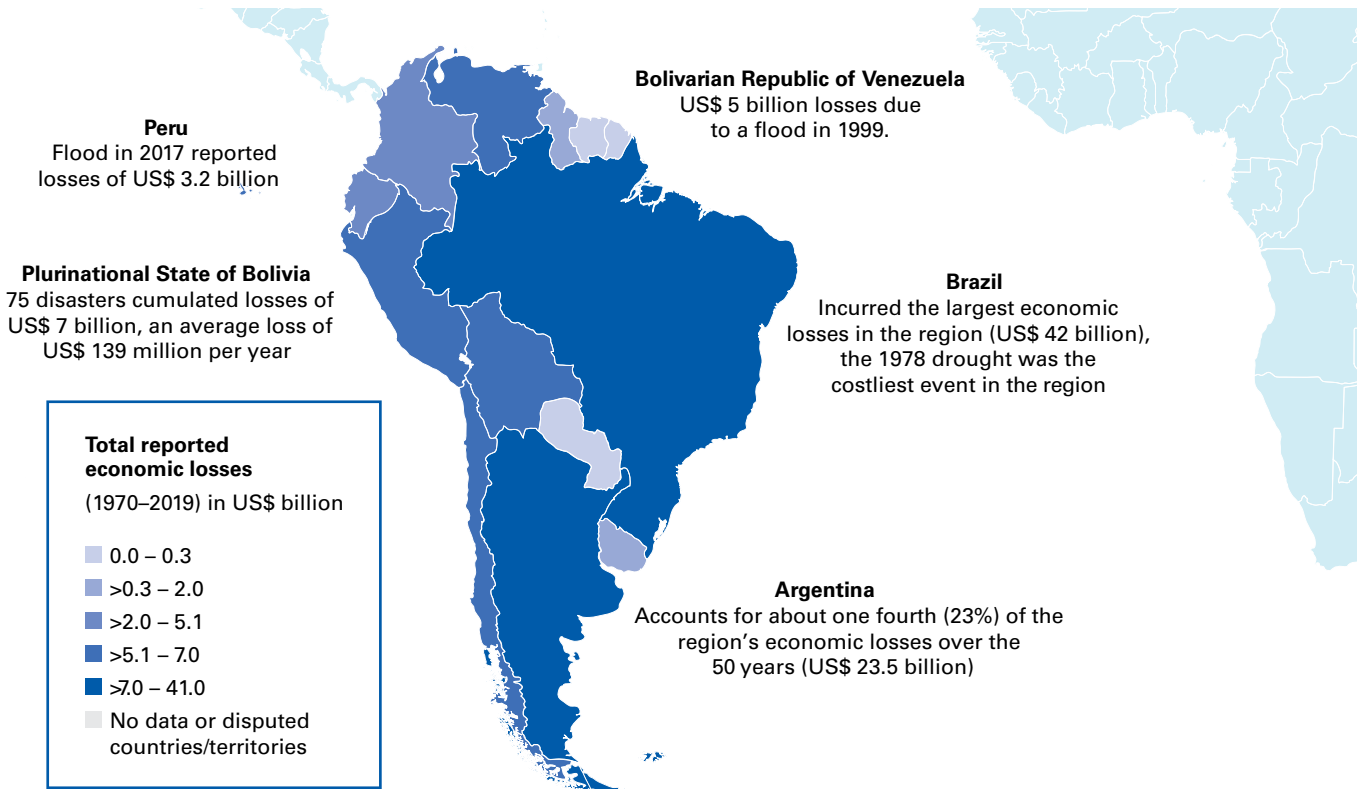 Bolivarian Republic of Venezuela
US$ 5 billion losses due
to a flood in 1999.
Peru
Flood in 2017 reported
losses of US$ 3.2 billion
Plurinational State of Bolivia
75 disasters cumulated losses of
US$ 7 billion, an average loss of
US$ 139 million per year
Brazil
Incurred the largest economic
losses in the region (US$ 42 billion),
the 1978 drought was the
costliest event in the region
Total reported
economic losses
(1970–2019) in US$ billion
0.0 – 0.3
>0.3 – 2.0
>2.0 – 5.1
>5.1 – 7.0
>7.0 – 41.0
No data or disputed
countries/territories
Argentina
Accounts for about one fourth (23%) of the
region's economic losses over the
50 years (US$ 23.5 billion)